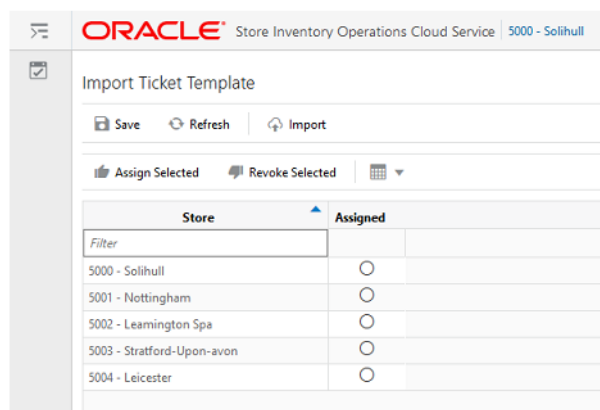 ORACLE® Store Inventory Operations Cloud Service 5000 - Solihull
Import Ticket Template
Save Refresh Import
Assign Selected Revoke Selected
Store Assigned
Filter
5000 - Solihull
5001 - Nottingham
5002 - Leamington Spa
5003 - Stratford-Upon-avon
5004 - Leicester